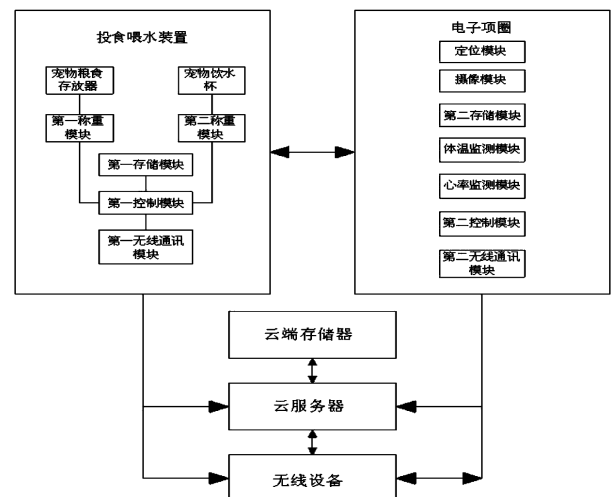 投食喂水装置
宠物粮食
存放器
宠物饮水
杯
第一称重
模块
第二称重
模块
第一存储模块
第一控制模块
第一无线通讯
模块
电子项圈
定位模块
摄像模块
第二存储模块
体温监测模块
心率监测模块
第二控制模块
第二无线通讯
模块
云端存储器
云服务器
无线设备